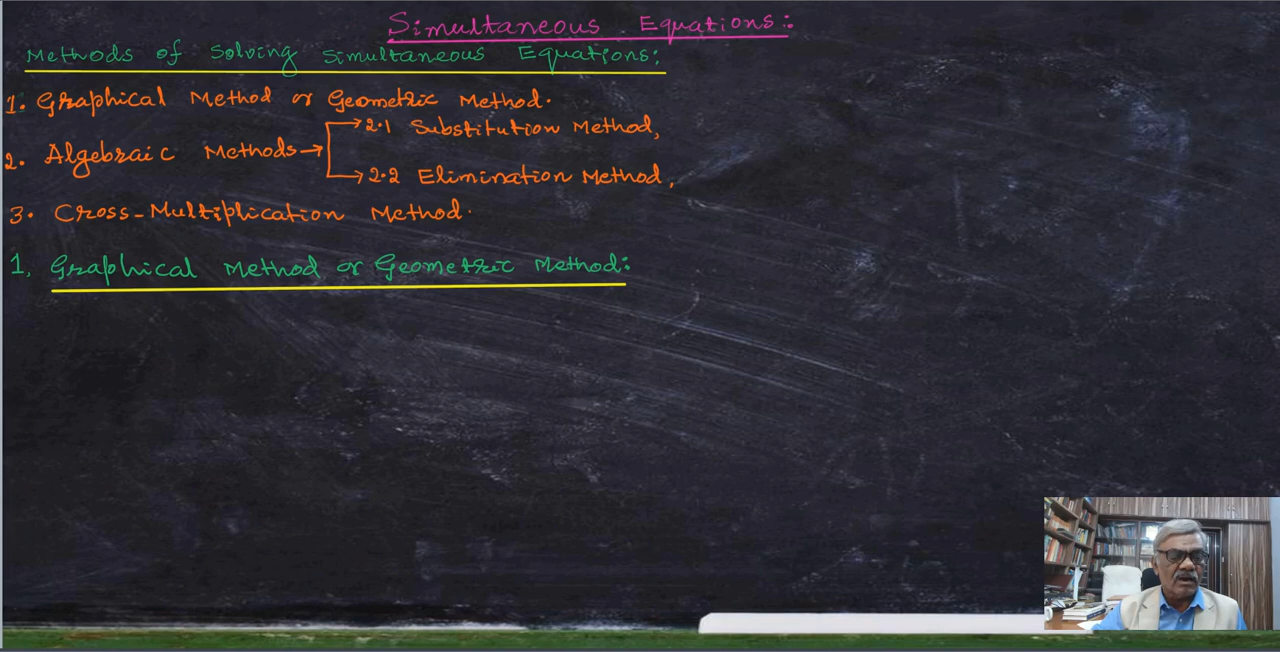 Simultaneous Equations:
Methods of Solving Simultaneous Equations:
1. Graphical Method or Geometric Method.
2. Algebraic Methods → 2.1 Substitution Method,
→ 2.2 Elimination Method,
3. Cross-Multiplication Method.
1, Graphical Method or Geometric Method: